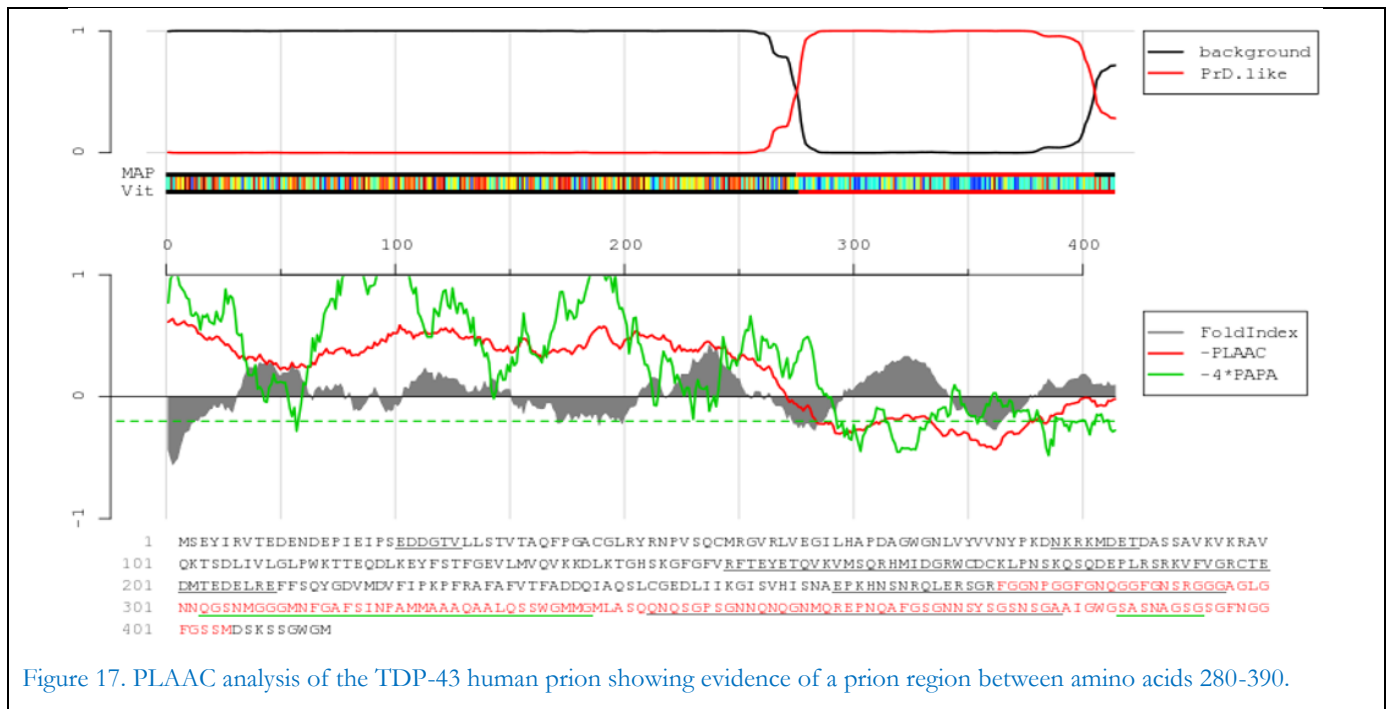 1
background
PrD.like
0
MAP
Vit
0 100 200 300 400
1
FoldIndex
-PLAAC
-4*PAPA
0
-1
1 MSEYIRVTEDENDEPIEIPSEDDGTVLLSTVTAQFPGACGLRYRNPVSQCMRGVRLVEGILHAPDAGWGNLVYVVNYPKDNKRKMDETDASSAVKVKRAV
101 QKTSDLIVLGLPWKTTEQDLKEYFSTFGEVLMVQVKKDLKTGHSKGFGFVRFTEYETQVKVMSQRHMIDGRWCDCKLPNSKQSQDEPLRSRKVFVGRCTE
201 DMTEDELREFFSQYGDVMDVFIPKPFRAFAFVTFADDQIAQSLCGEDLIIKGISVHISNAEPKHNSNRQLERSGRFGGNPGGFGNQGGFGNSRGGGAGLG
301 NNQGSNMGGGMNFGAFSINPAMMAAAQAALQSSWGMMGMLASQQNQSGPSGNNQNQGNMQREPNQAFGSGNNSYSGSNSGAAIGWGSASNAGSGSGFNGG
401 FGSSMDSKSSGWGM
Figure 17. PLAAC analysis of the TDP-43 human prion showing evidence of a prion region between amino acids 280-390.